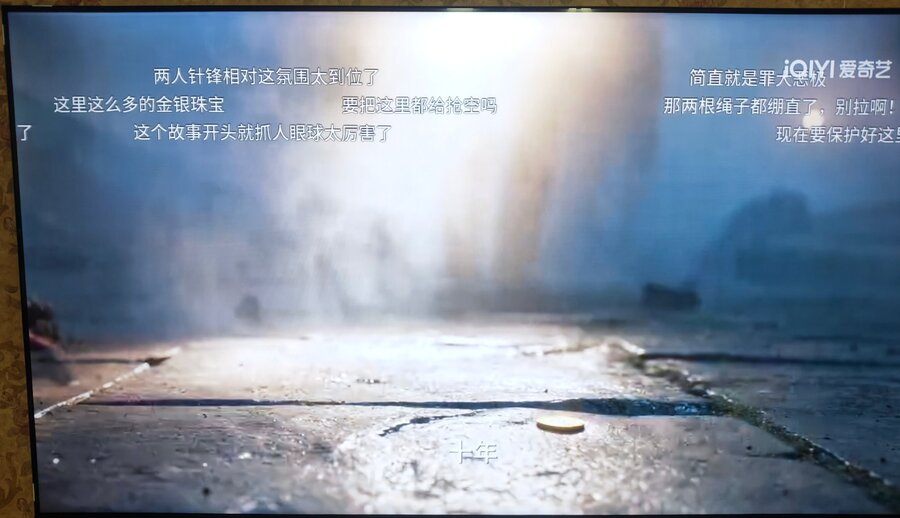 两人针锋相对这氛围太到位了
简直就是罪大恶极
iQIYI 爱奇艺
这里这么多的金银珠宝
要把这里都给抢空吗
那两根绳子都绷直了，别拉啊！
了
这个故事开头就抓人眼球太厉害了
现在要保护好这里
十年